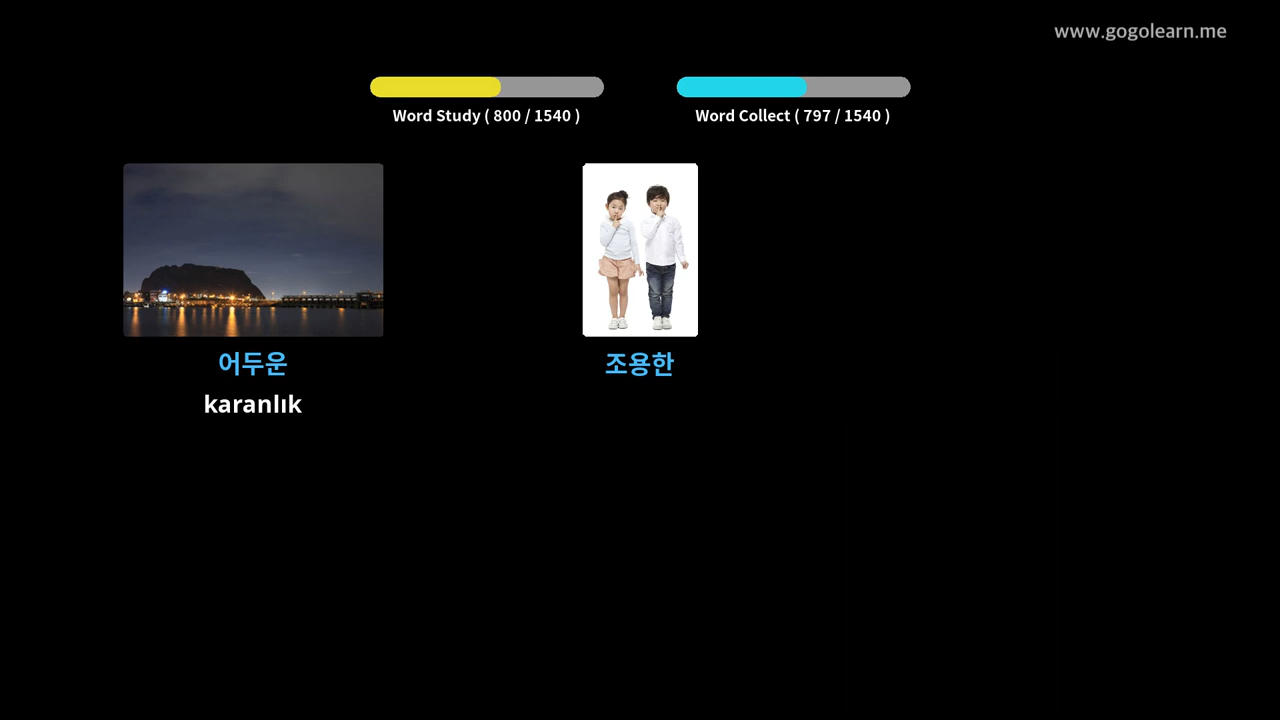 www.gogolearn.me
Word Study ( 800 / 1540 )
Word Collect ( 797 / 1540 )
어두운
karanlık
조용한